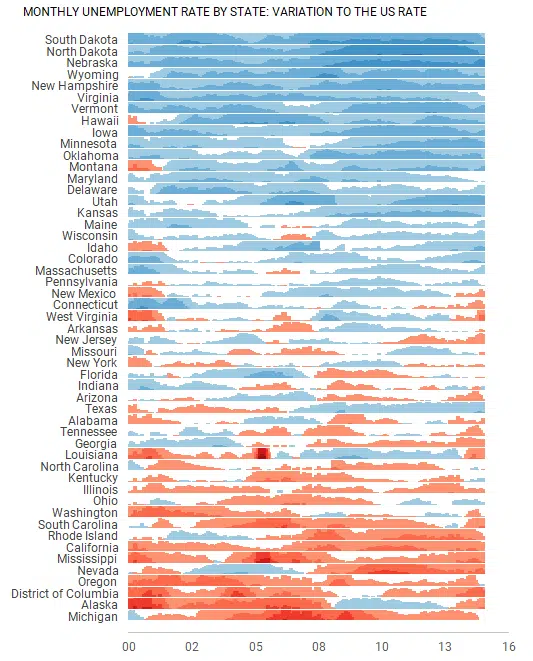 MONTHLY UNEMPLOYMENT RATE BY STATE: VARIATION TO THE US RATE
South Dakota
North Dakota
Nebraska
Wyoming
New Hampshire
Virginia
Vermont
Hawaii
Iowa
Minnesota
Oklahoma
Montana
Maryland
Delaware
Utah
Kansas
Maine
Wisconsin
Idaho
Colorado
Massachusetts
Pennsylvania
New Mexico
Connecticut
West Virginia
Arkansas
New Jersey
Missouri
New York
Florida
Indiana
Arizona
Texas
Alabama
Tennessee
Georgia
Louisiana
North Carolina
Kentucky
Illinois
Ohio
Washington
South Carolina
Rhode Island
California
Mississippi
Nevada
Oregon
District of Columbia
Alaska
Michigan
00 02 05 08 10 13 16